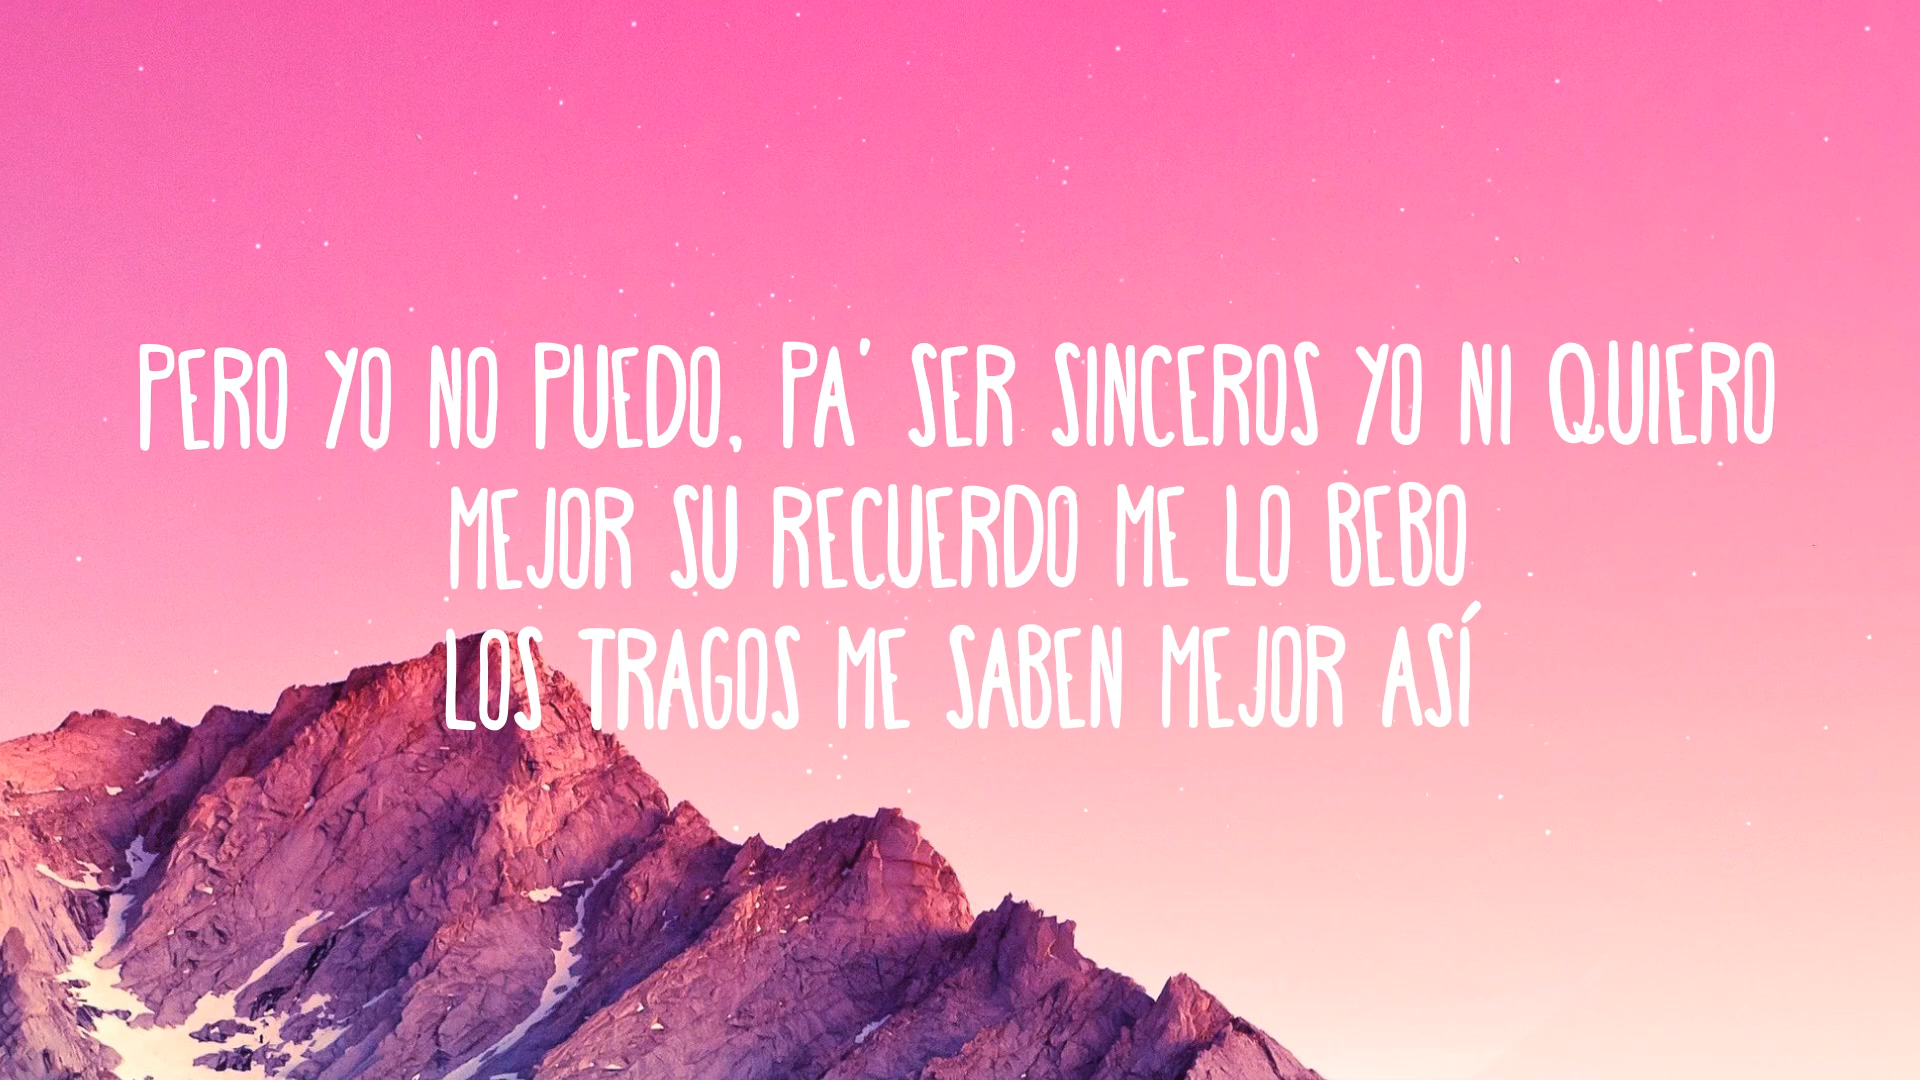 PERO YO NO PUEDO, PA' SER SINCEROS YO NI QUIERO
MEJOR SU RECUERDO ME LO BEBO
LOS TRAGOS ME SABEN MEJOR ASÍ